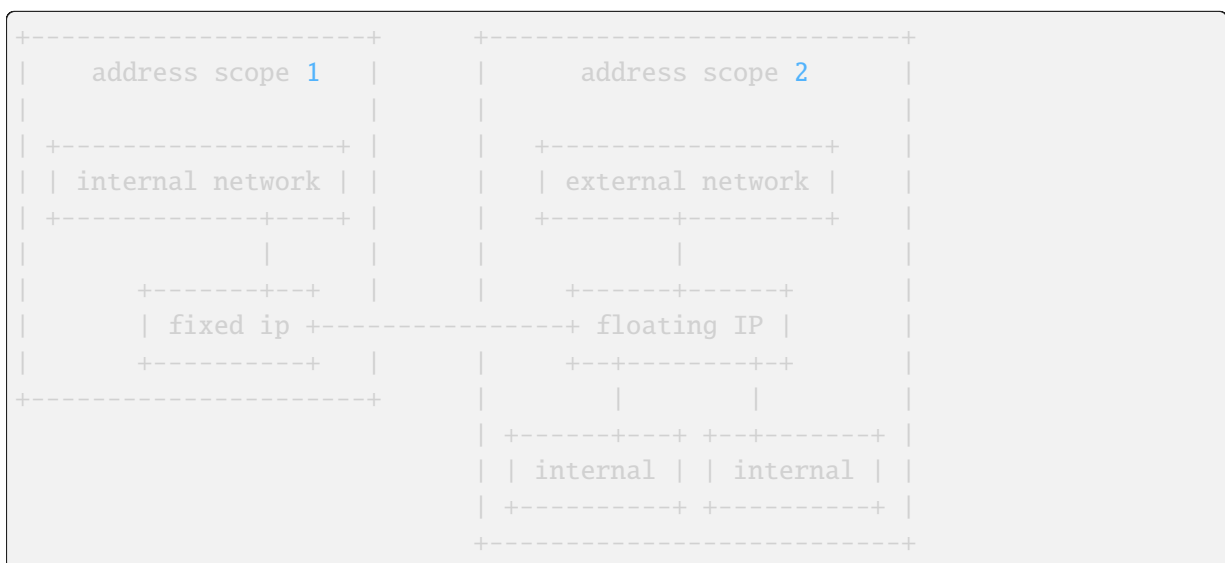 +----------------------+      +---------------------------+
|    address scope 1   |      |      address scope 2      |
|                      |      |                           |
| +------------------+ |      |   +------------------+    |
| | internal network | |      |   | external network |    |
| +-------------+----+ |      |   +--------+---------+    |
|               |      |      |            |              |
|       +-------+--+   |      |     +------+------+       |
|       | fixed ip +----------------+ floating IP |       |
|       +----------+   |      |     +--+--------+-+       |
+----------------------+      |        |        |         |
                              | +------+---+ +--+-------+ |
                              | | internal | | internal | |
                              | +----------+ +----------+ |
                              +---------------------------+